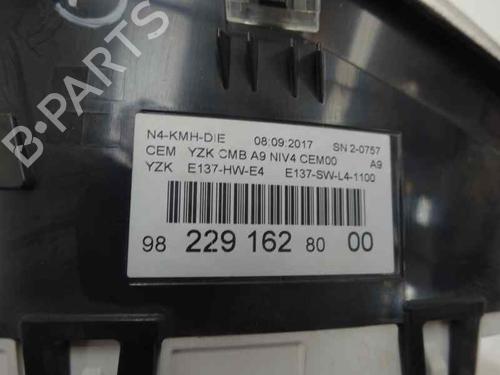 B-PARTS
N4-KMH-DIE 08:09:2017 SN 2-0757
CEM YZK CMB A9 NIV4 CEM00 A9
YZK E137-HW-E4 E137-SW-L4-1100
98 229 162 80 00